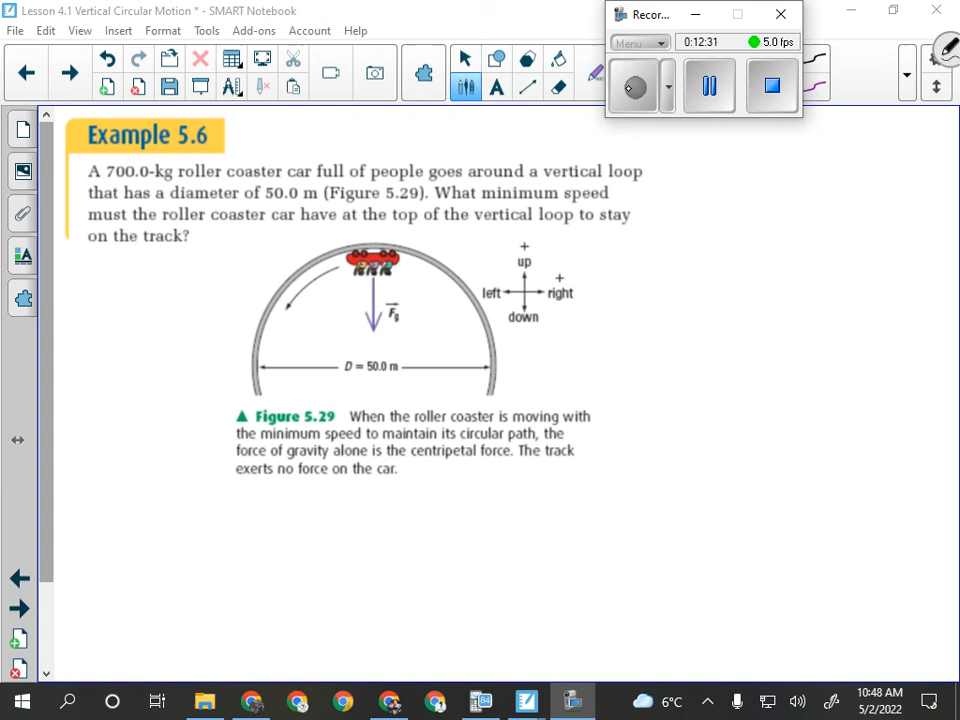 Lesson 4.1 Vertical Circular Motion * - SMART Notebook
File Edit View Insert Format Tools Add-ons Account Help
Recor...
Menu 0:12:31 5.0 fps
Example 5.6
A 700.0-kg roller coaster car full of people goes around a vertical loop
that has a diameter of 50.0 m (Figure 5.29). What minimum speed
must the roller coaster car have at the top of the vertical loop to stay
on the track?
+
up
+
left right
down
Fg
D = 50.0 m
▲ Figure 5.29 When the roller coaster is moving with
the minimum speed to maintain its circular path, the
force of gravity alone is the centripetal force. The track
exerts no force on the car.
6°C
10:48 AM
5/2/2022